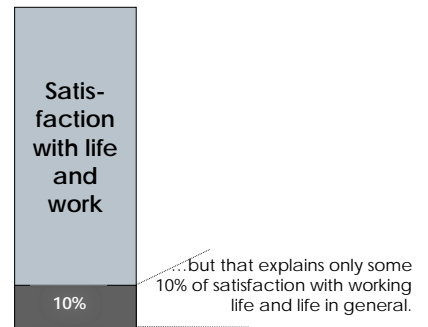 Satis-
faction
with life
and
work
...but that explains only some
10% of satisfaction with working
life and life in general.
10%